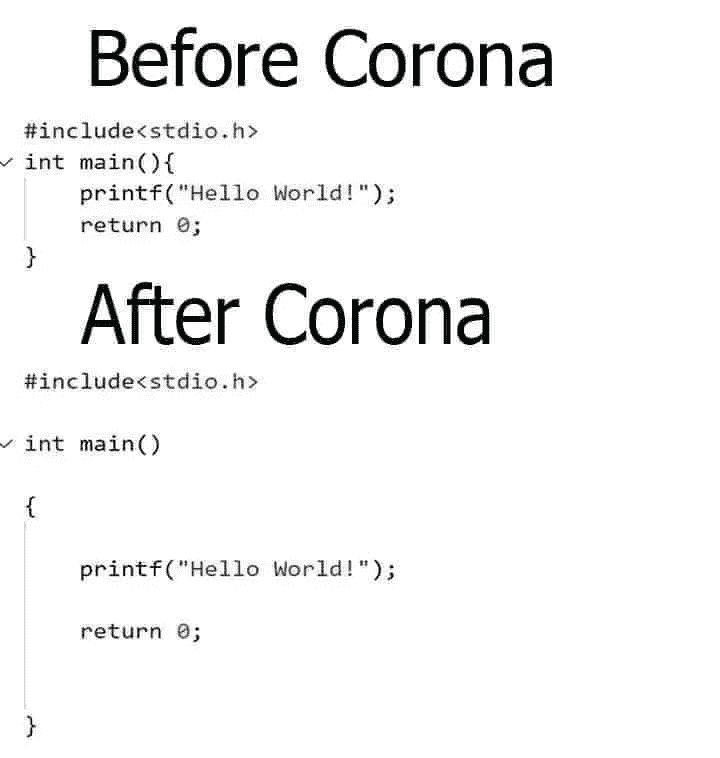 Before Corona
#include<stdio.h>
int main(){
    printf("Hello World!");
    return 0;
}
After Corona
#include<stdio.h>
int main()
{
    printf("Hello World!");
    return 0;
}